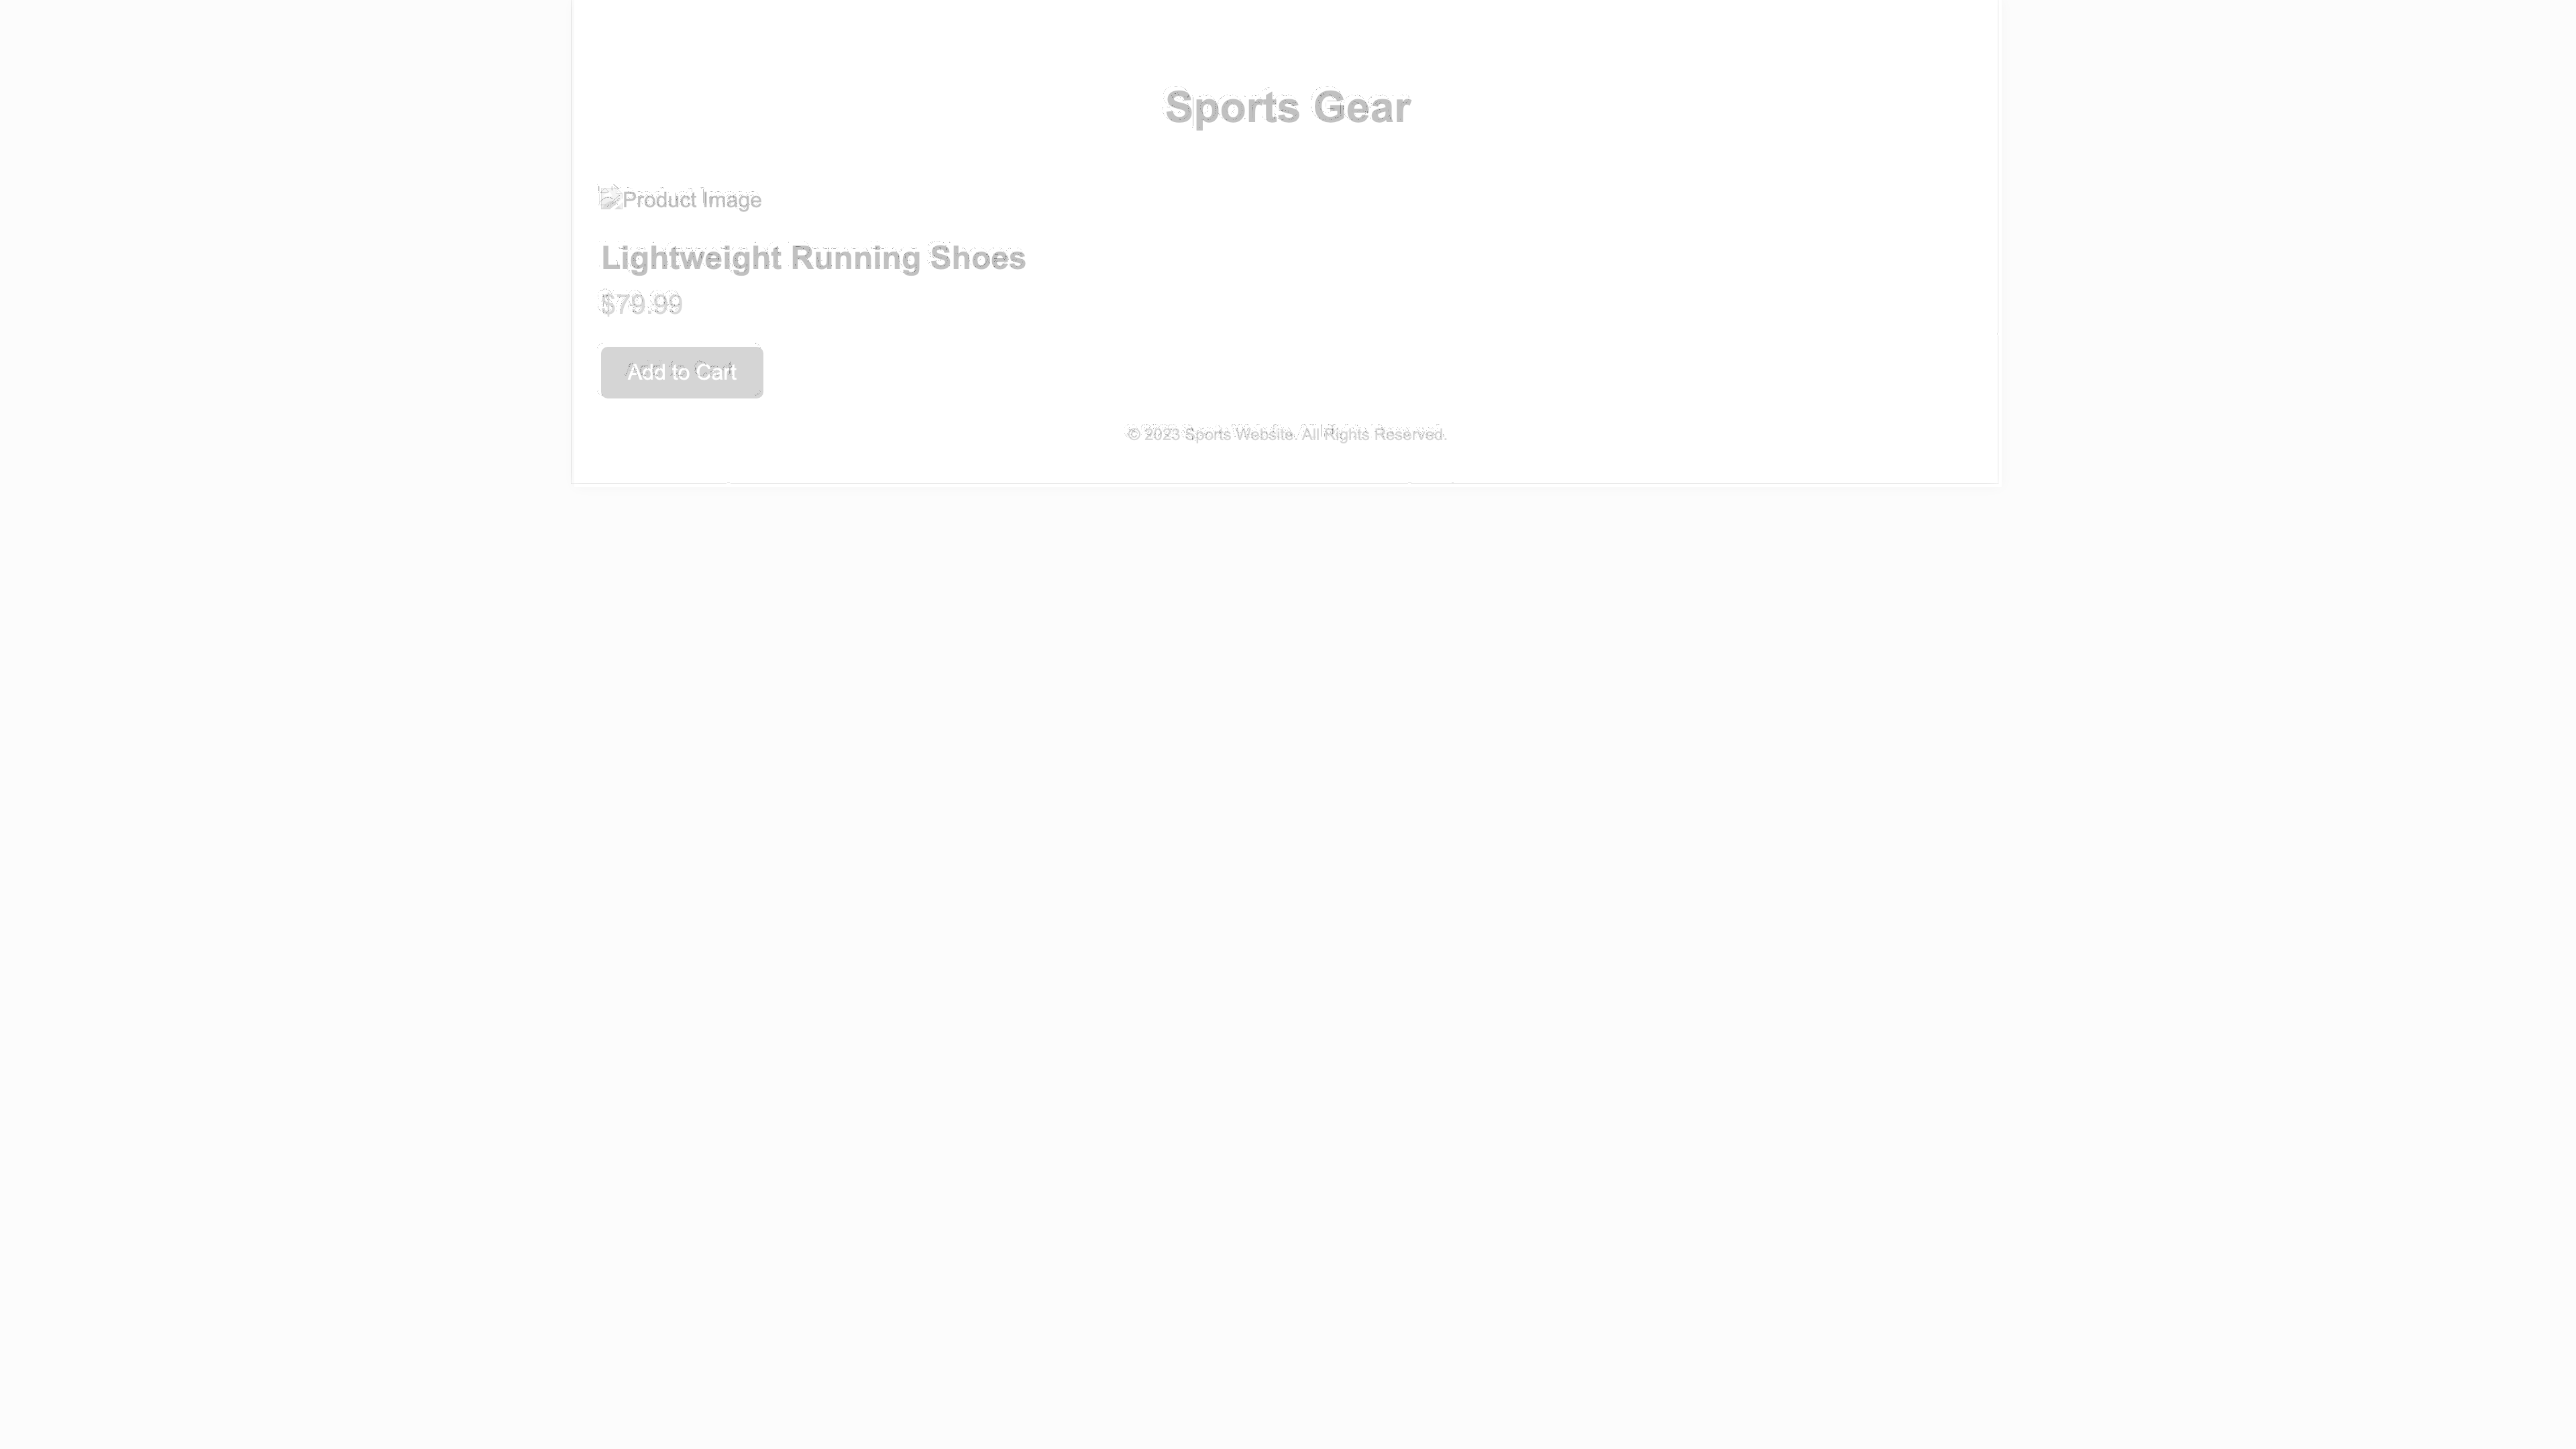 Sports Gear
Product Image
Lightweight Running Shoes
$79.99
Add to Cart
© 2023 Sports Website. All Rights Reserved.